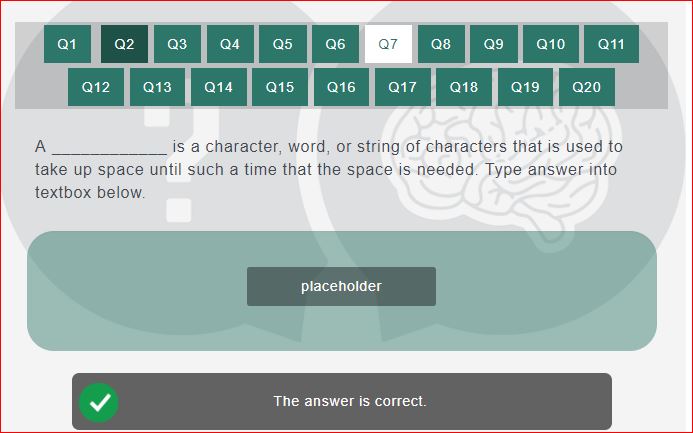 Q1 Q2 Q3 Q4 Q5 Q6 Q7 Q8 Q9 Q10 Q11
Q12 Q13 Q14 Q15 Q16 Q17 Q18 Q19 Q20
A _____________ is a character, word, or string of characters that is used to
take up space until such a time that the space is needed. Type answer into
textbox below.
placeholder
The answer is correct.